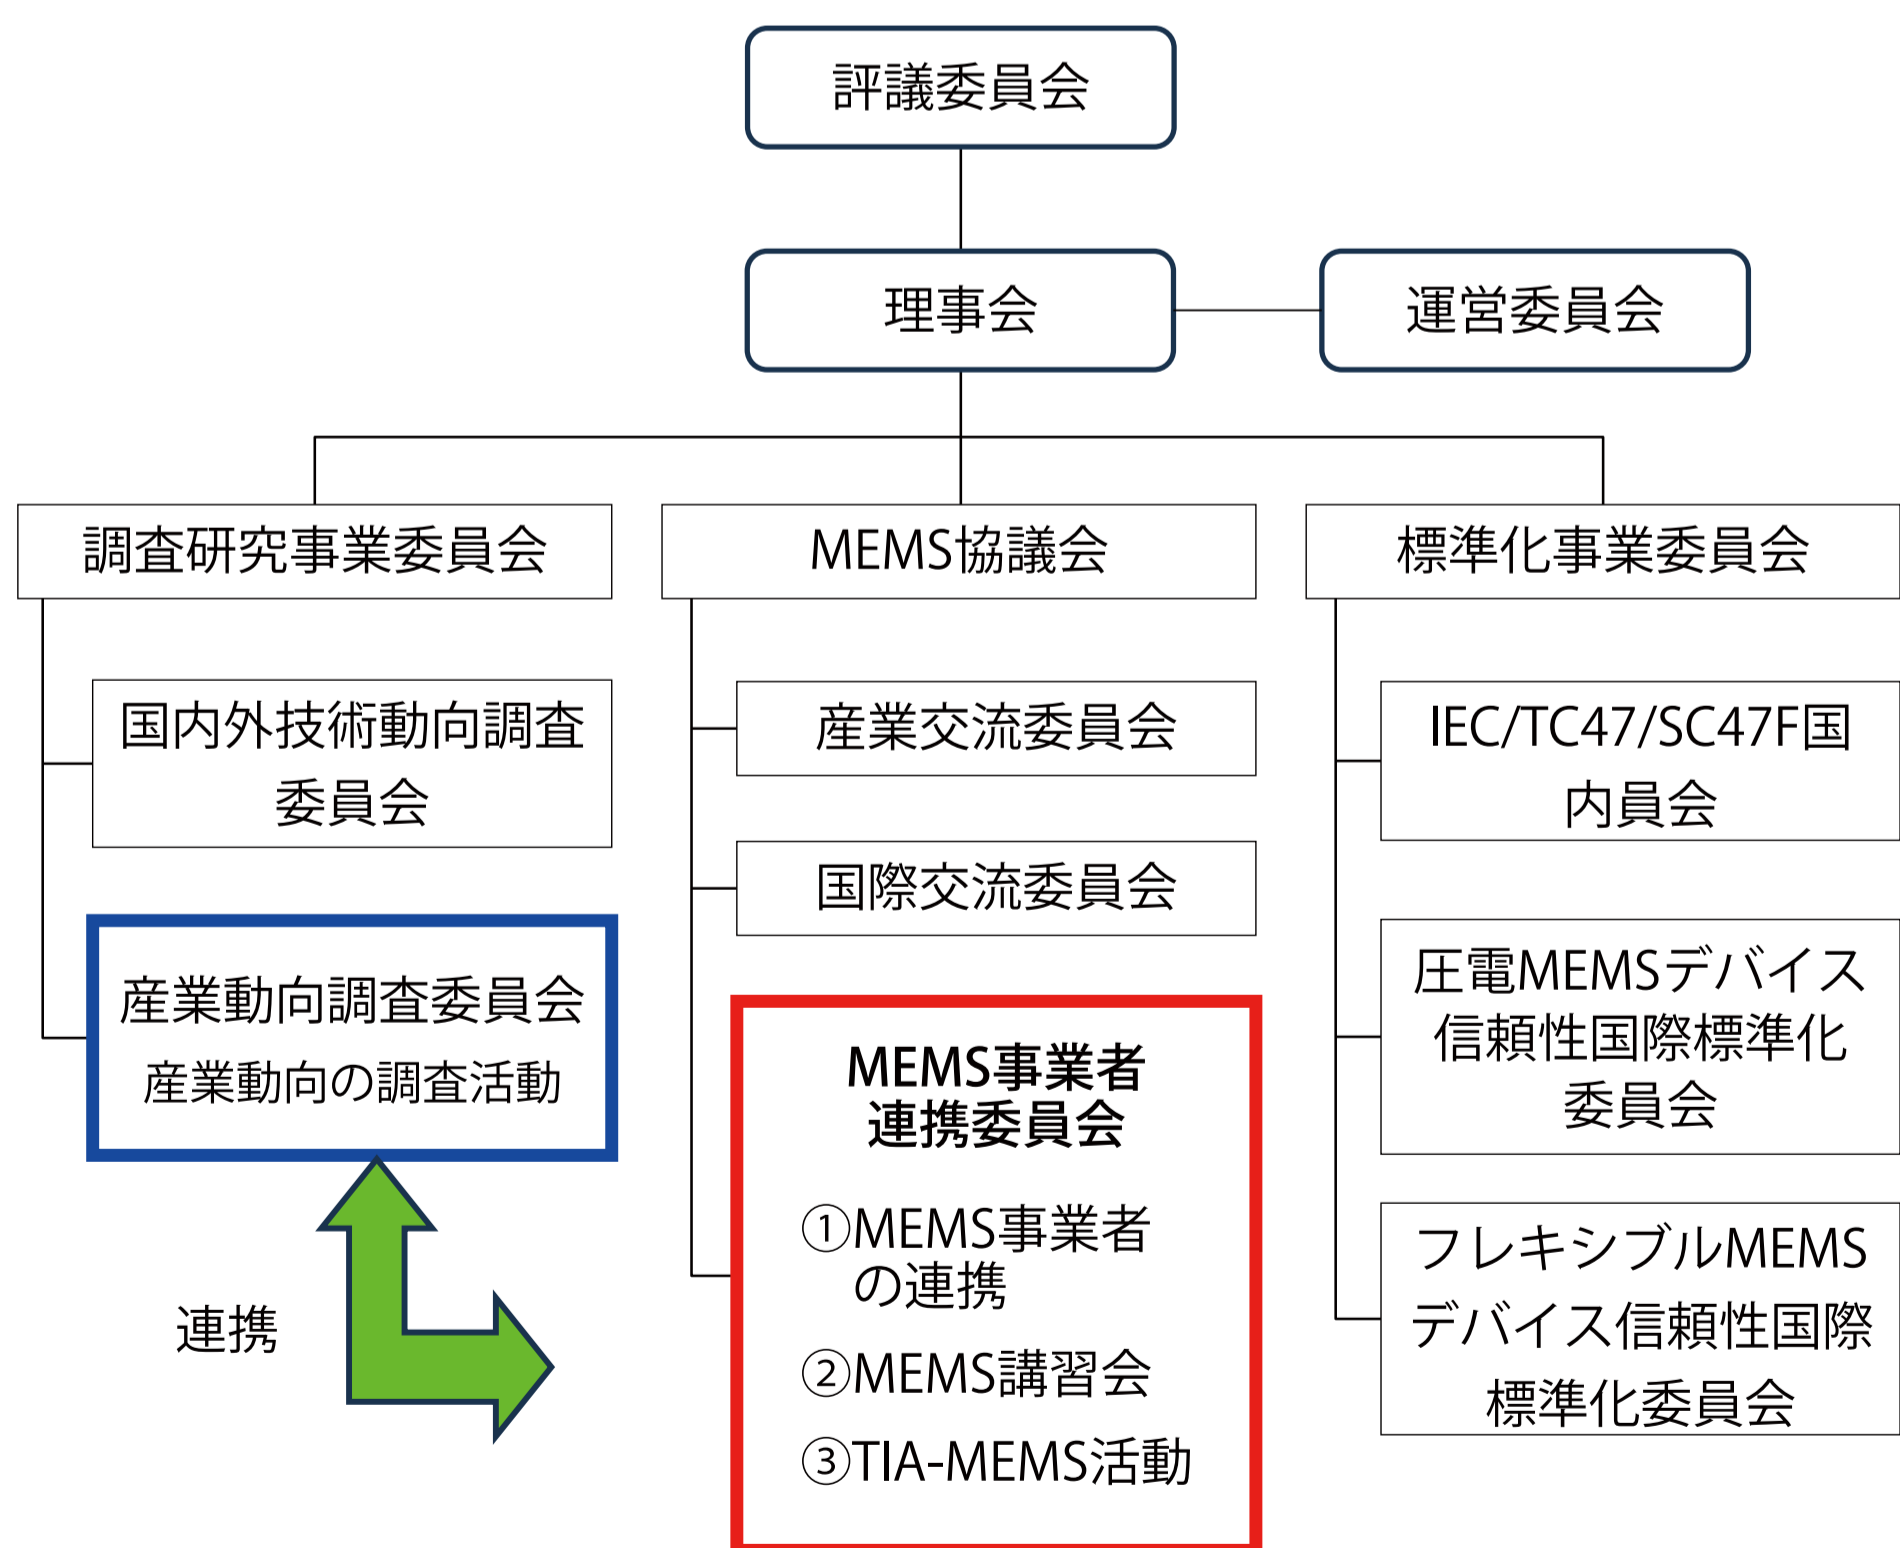 評議委員会
理事会
運営委員会
調査研究事業委員会
MEMS協議会
標準化事業委員会
国内外技術動向調査
委員会
産業動向調査委員会
産業動向の調査活動
連携
産業交流委員会
国際交流委員会
MEMS事業者
連携委員会
①MEMS事業者
の連携
②MEMS講習会
③TIA-MEMS活動
IEC/TC47/SC47F国
内員会
圧電MEMSデバイス
信頼性国際標準化
委員会
フレキシブルMEMS
デバイス信頼性国際
標準化委員会